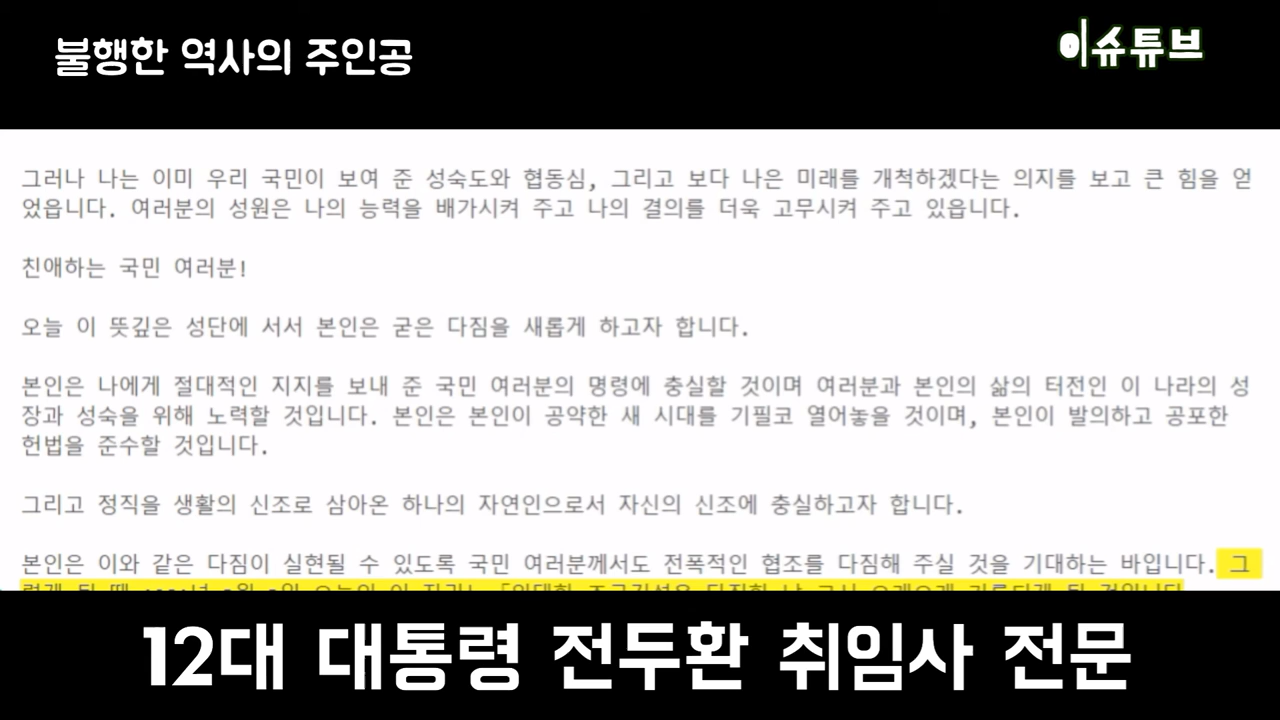 불행한 역사의 주인공
이슈튜브
그러나 나는 이미 우리 국민이 보여 준 성숙도와 협동심, 그리고 보다 나은 미래를 개척하겠다는 의지를 보고 큰 힘을 얻
었읍니다. 여러분의 성원은 나의 능력을 배가시켜 주고 나의 결의를 더욱 고무시켜 주고 있읍니다.
친애하는 국민 여러분!
오늘 이 뜻깊은 성단에 서서 본인은 굳은 다짐을 새롭게 하고자 합니다.
본인은 나에게 절대적인 지지를 보내 준 국민 여러분의 명령에 충실할 것이며 여러분과 본인의 삶의 터전인 이 나라의 성
장과 성숙을 위해 노력할 것입니다. 본인은 본인이 공약한 새 시대를 기필코 열어놓을 것이며, 본인이 발의하고 공포한
헌법을 준수할 것입니다.
그리고 정직을 생활의 신조로 삼아온 하나의 자연인으로서 자신의 신조에 충실하고자 합니다.
본인은 이와 같은 다짐이 실현될 수 있도록 국민 여러분께서도 전폭적인 협조를 다짐해 주실 것을 기대하는 바입니다. 그
12대 대통령 전두환 취임사 전문